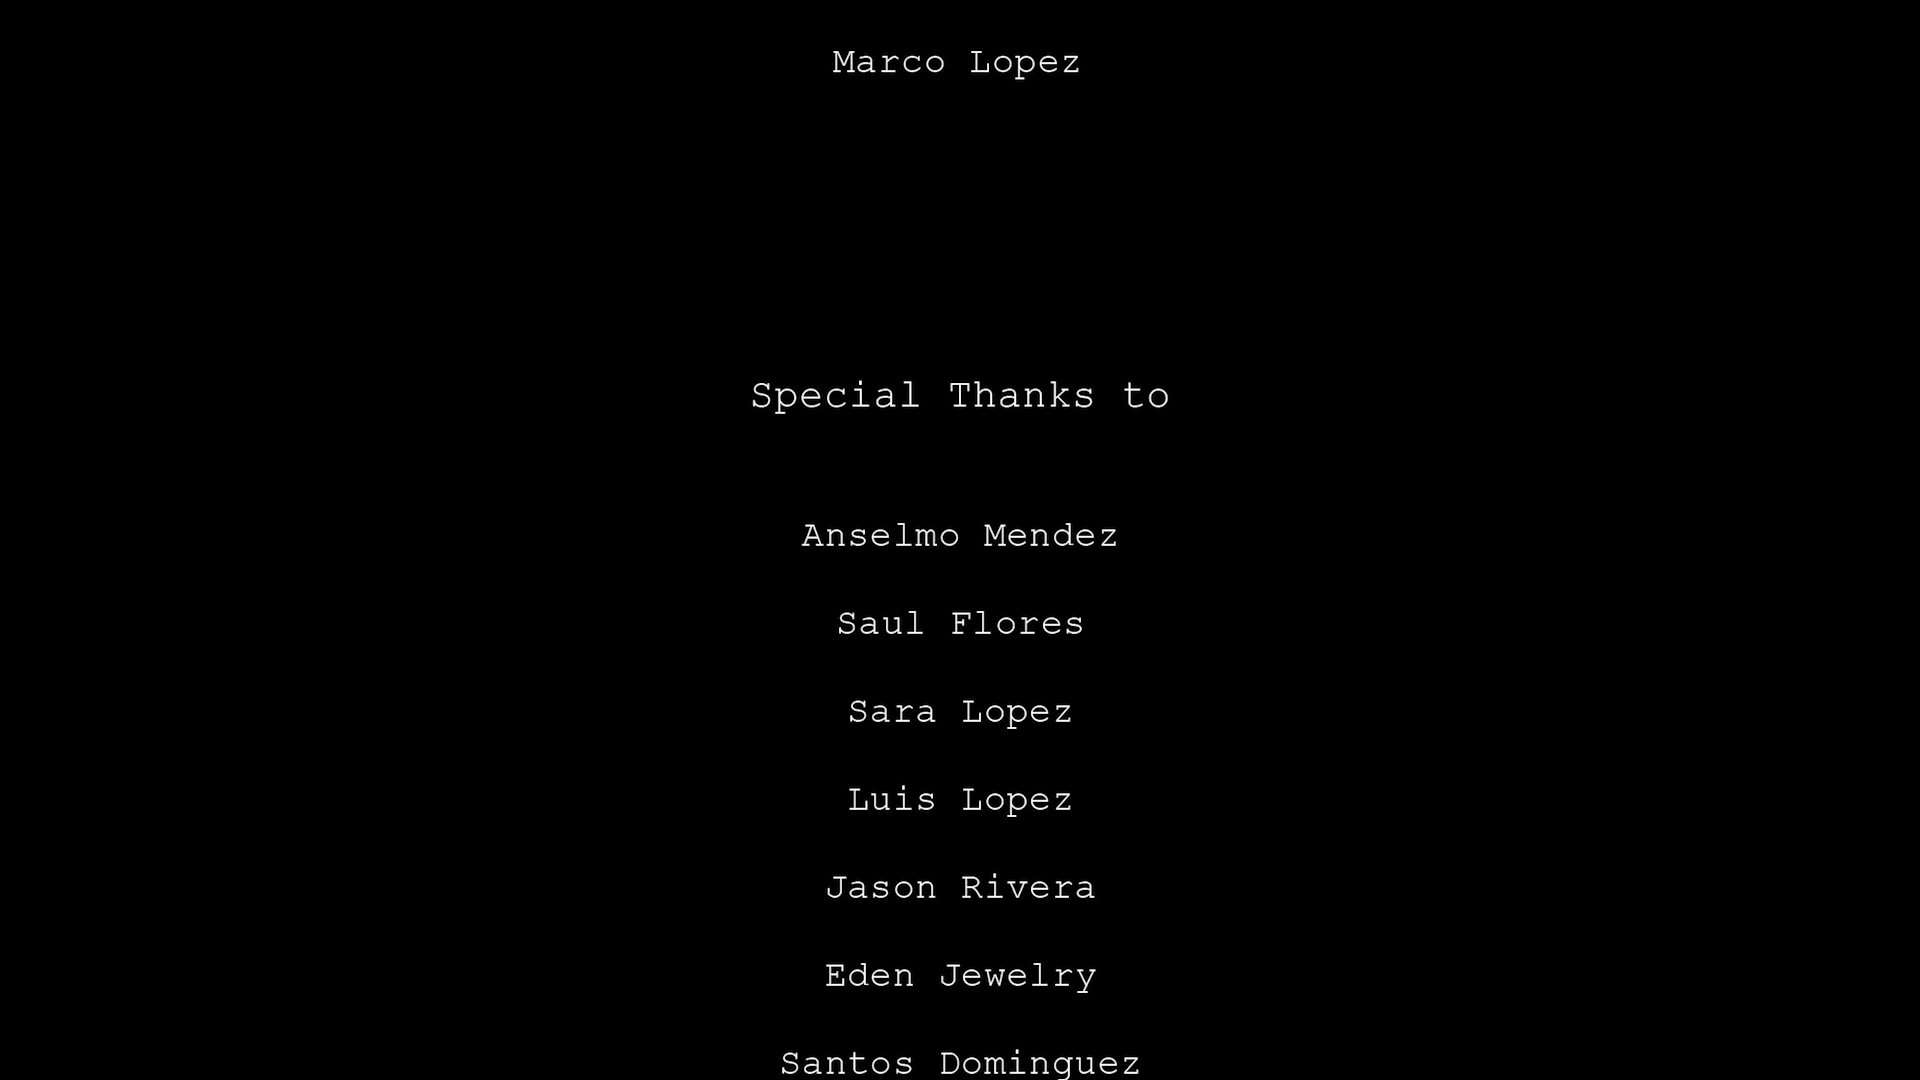 Marco Lopez
Special Thanks to
Anselmo Mendez
Saul Flores
Sara Lopez
Luis Lopez
Jason Rivera
Eden Jewelry
Santos Dominguez